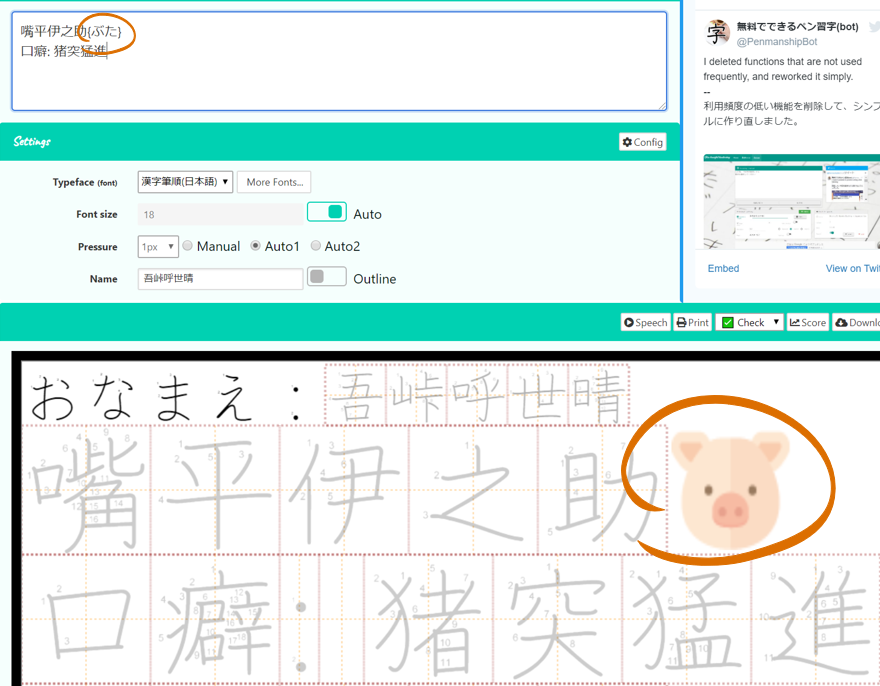 嘴平伊之助{ぶた}
口癖: 猪突猛進
Settings
Config
Typeface (font) 漢字筆順(日本語) More Fonts...
Font size 18 Auto
Pressure 1px Manual Auto1 Auto2
Name 吾峠呼世晴 Outline
字 無料でできるペン習字(bot)
@PenmanshipBot
I deleted functions that are not used
frequently, and reworked it simply.
--
利用頻度の低い機能を削除して、シンプ
ルに作り直しました。
Embed View on Twi
Speech Print Check Score Downlo
おなまえ：吾峠呼世晴
嘴平伊之助
口癖：猪突猛進